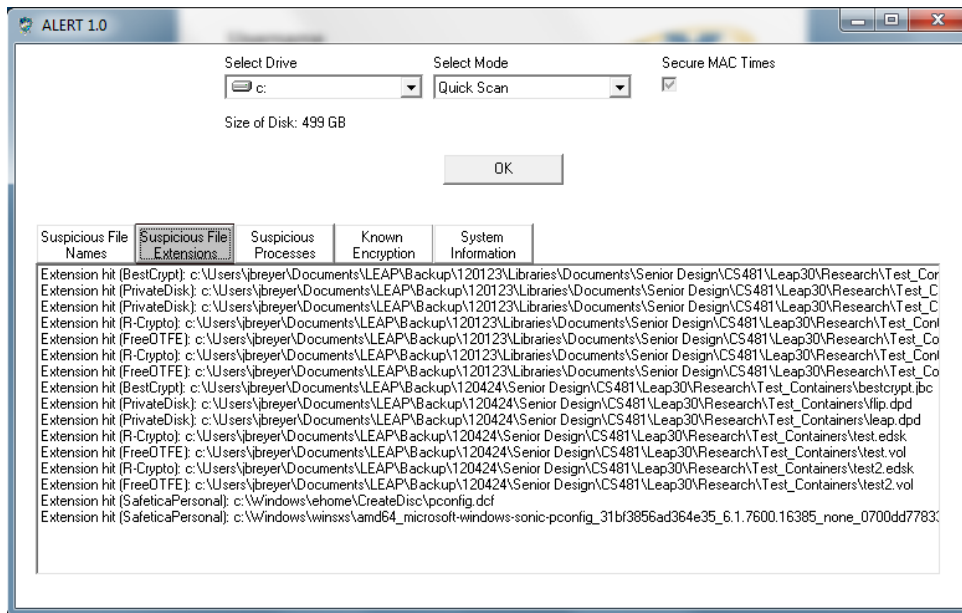 ALERT 1.0
Select Drive
Select Mode
Secure MAC Times
c:
Quick Scan
Size of Disk: 499 GB
OK
Suspicious File Names
Suspicious File Extensions
Suspicious Processes
Known Encryption
System Information
Extension hit (BestCrypt): c:\Users\jbreyer\Documents\LEAP\Backup\120123\Libraries\Documents\Senior Design\CS481\Leap30\Research\Test_Cor
Extension hit (PrivateDisk): c:\Users\jbreyer\Documents\LEAP\Backup\120123\Libraries\Documents\Senior Design\CS481\Leap30\Research\Test_C
Extension hit (PrivateDisk): c:\Users\jbreyer\Documents\LEAP\Backup\120123\Libraries\Documents\Senior Design\CS481\Leap30\Research\Test_C
Extension hit (R-Crypto): c:\Users\jbreyer\Documents\LEAP\Backup\120123\Libraries\Documents\Senior Design\CS481\Leap30\Research\Test_Cont
Extension hit (FreeOTFE): c:\Users\jbreyer\Documents\LEAP\Backup\120123\Libraries\Documents\Senior Design\CS481\Leap30\Research\Test_Co
Extension hit (R-Crypto): c:\Users\jbreyer\Documents\LEAP\Backup\120123\Libraries\Documents\Senior Design\CS481\Leap30\Research\Test_Cont
Extension hit (FreeOTFE): c:\Users\jbreyer\Documents\LEAP\Backup\120123\Libraries\Documents\Senior Design\CS481\Leap30\Research\Test_Co
Extension hit (BestCrypt): c:\Users\jbreyer\Documents\LEAP\Backup\120424\Senior Design\CS481\Leap30\Research\Test_Containers\bestcrypt.jbc
Extension hit (PrivateDisk): c:\Users\jbreyer\Documents\LEAP\Backup\120424\Senior Design\CS481\Leap30\Research\Test_Containers\flip.dpd
Extension hit (PrivateDisk): c:\Users\jbreyer\Documents\LEAP\Backup\120424\Senior Design\CS481\Leap30\Research\Test_Containers\leap.dpd
Extension hit (R-Crypto): c:\Users\jbreyer\Documents\LEAP\Backup\120424\Senior Design\CS481\Leap30\Research\Test_Containers\test.edsk
Extension hit (FreeOTFE): c:\Users\jbreyer\Documents\LEAP\Backup\120424\Senior Design\CS481\Leap30\Research\Test_Containers\test.vol
Extension hit (R-Crypto): c:\Users\jbreyer\Documents\LEAP\Backup\120424\Senior Design\CS481\Leap30\Research\Test_Containers\test2.edsk
Extension hit (FreeOTFE): c:\Users\jbreyer\Documents\LEAP\Backup\120424\Senior Design\CS481\Leap30\Research\Test_Containers\test2.vol
Extension hit (SafeticaPersonal): c:\Windows\ehome\CreateDisc\pconfig.dcf
Extension hit (SafeticaPersonal): c:\Windows\winsxs\amd64_microsoft-windows-sonic-pconfig_31bf3856ad364e35_6.1.7600.16385_none_0700dd7783